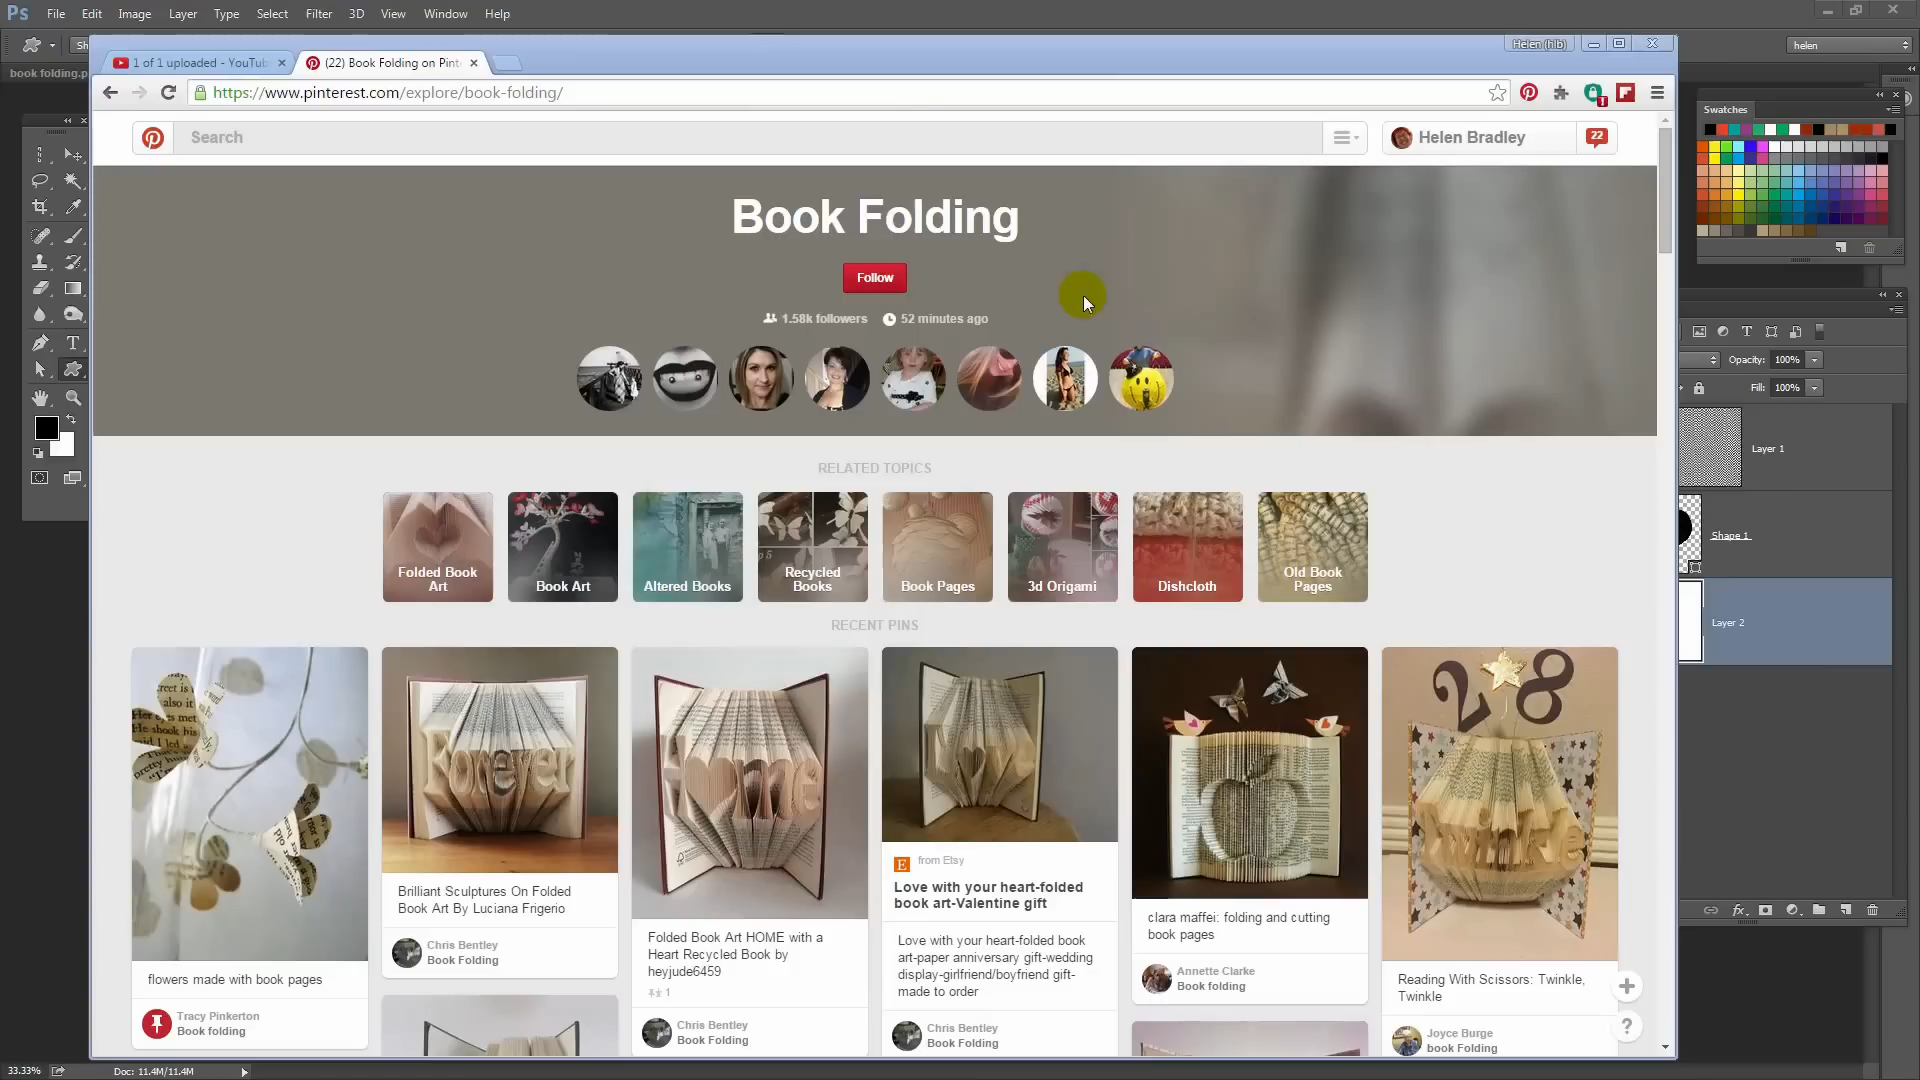 Ps File Edit Image Layer Type Select Filter 3D View Window Help
Helen (hlb)
Sh
helen
book folding.p
1 of 1 uploaded - YouTub
(22) Book Folding on Pint
https://www.pinterest.com/explore/book-folding/
Swatches
Search
Helen Bradley
22
Book Folding
Follow
1.58k followers 52 minutes ago
Opacity: 100%
Fill: 100%
Layer 1
Shape 1
Layer 2
RELATED TOPICS
Folded Book
Art
Book Art
Altered Books
Recycled
Books
Book Pages
3d Origami
Dishcloth
Old Book
Pages
RECENT PINS
flowers made with book pages
Tracy Pinkerton
Book folding
Forever
Brilliant Sculptures On Folded
Book Art By Luciana Frigerio
Chris Bentley
Book Folding
Folded Book Art HOME with a
Heart Recycled Book by
heyjude6459
1
Chris Bentley
Book Folding
from Etsy
Love with your heart-folded
book art-Valentine gift
Love with your heart-folded book
art-paper anniversary gift-wedding
display-girlfriend/boyfriend gift-
made to order
Chris Bentley
Book Folding
clara maffei: folding and cutting
book pages
Annette Clarke
Book folding
28
Reading With Scissors: Twinkle,
Twinkle
Joyce Burge
book Folding
33.33% Doc: 11.4M/11.4M